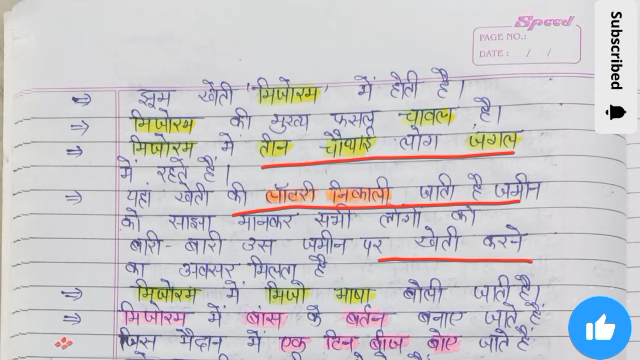 Speed
PAGE NO.:
DATE: / /
Subscribed
⇒ झूम खेती 'मिजोरम' में होती है।
⇒ मिजोरम की मुख्य फसल चावल है।
⇒ मिजोरम में तीन चौथाई लोग जंगल
में रहते हैं।
⇒ यहां खेती की लॉटरी निकाली जाती है जमीन
को साझा मानकर सभी लोगो को
बारी-बारी उस जमीन पर खेती करने
का अवसर मिलता है
⇒ मिजोरम में मिजो भाषा बोली जाती है।
⇒ मिजोरम में बांस के बर्तन बनाए जाते हैं
जिस मैदान में एक दिन बीज बोए जाते हैं